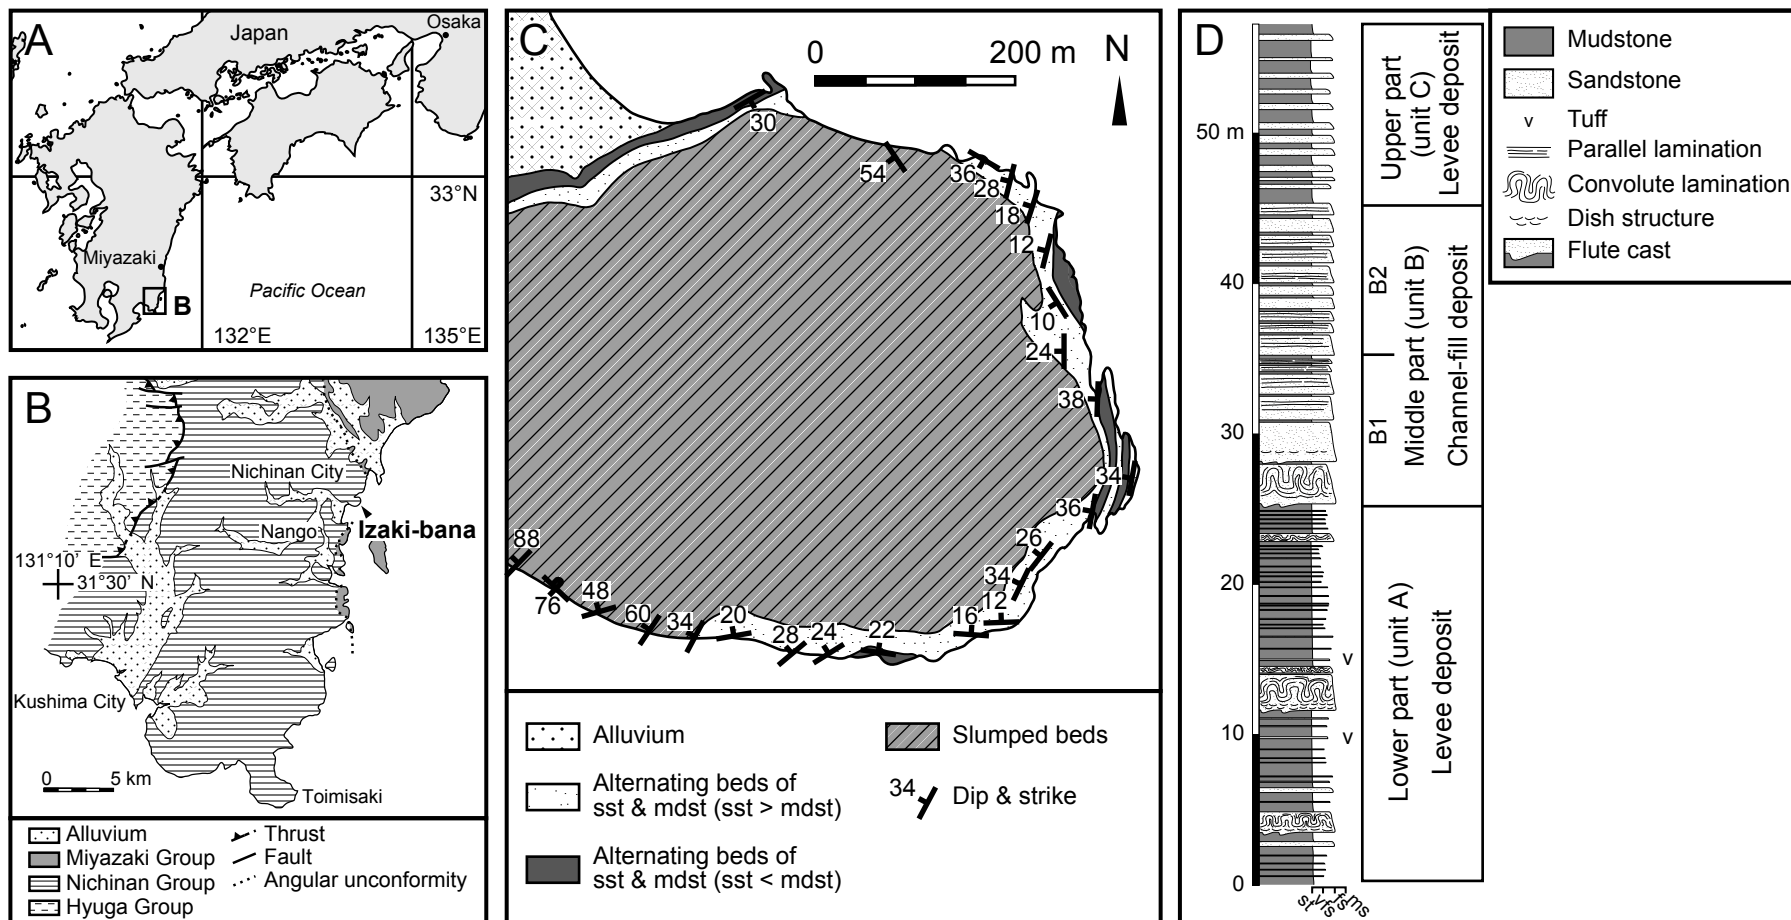 A
Japan
Osaka
33°N
Miyazaki
B
Pacific Ocean
132°E
135°E
B
Nichinan City
Nango
Izaki-bana
131°10' E
31°30' N
Kushima City
0 5 km
Toimisaki
Alluvium
Miyazaki Group
Nichinan Group
Hyuga Group
Thrust
Fault
Angular unconformity
C
0 200 m
N
30
54
36
28
18
12
10
24
38
34
36
26
34
12
16
22
24
28
20
34
60
48
76
88
Alluvium
Alternating beds of
sst & mdst (sst > mdst)
Alternating beds of
sst & mdst (sst < mdst)
Slumped beds
34
Dip & strike
D
50 m
40
30
20
10
0
st
vfs
fs
ms
v
v
Upper part
(unit C)
Levee deposit
B2
B1
Middle part (unit B)
Channel-fill deposit
Lower part (unit A)
Levee deposit
Mudstone
Sandstone
v Tuff
Parallel lamination
Convolute lamination
Dish structure
Flute cast